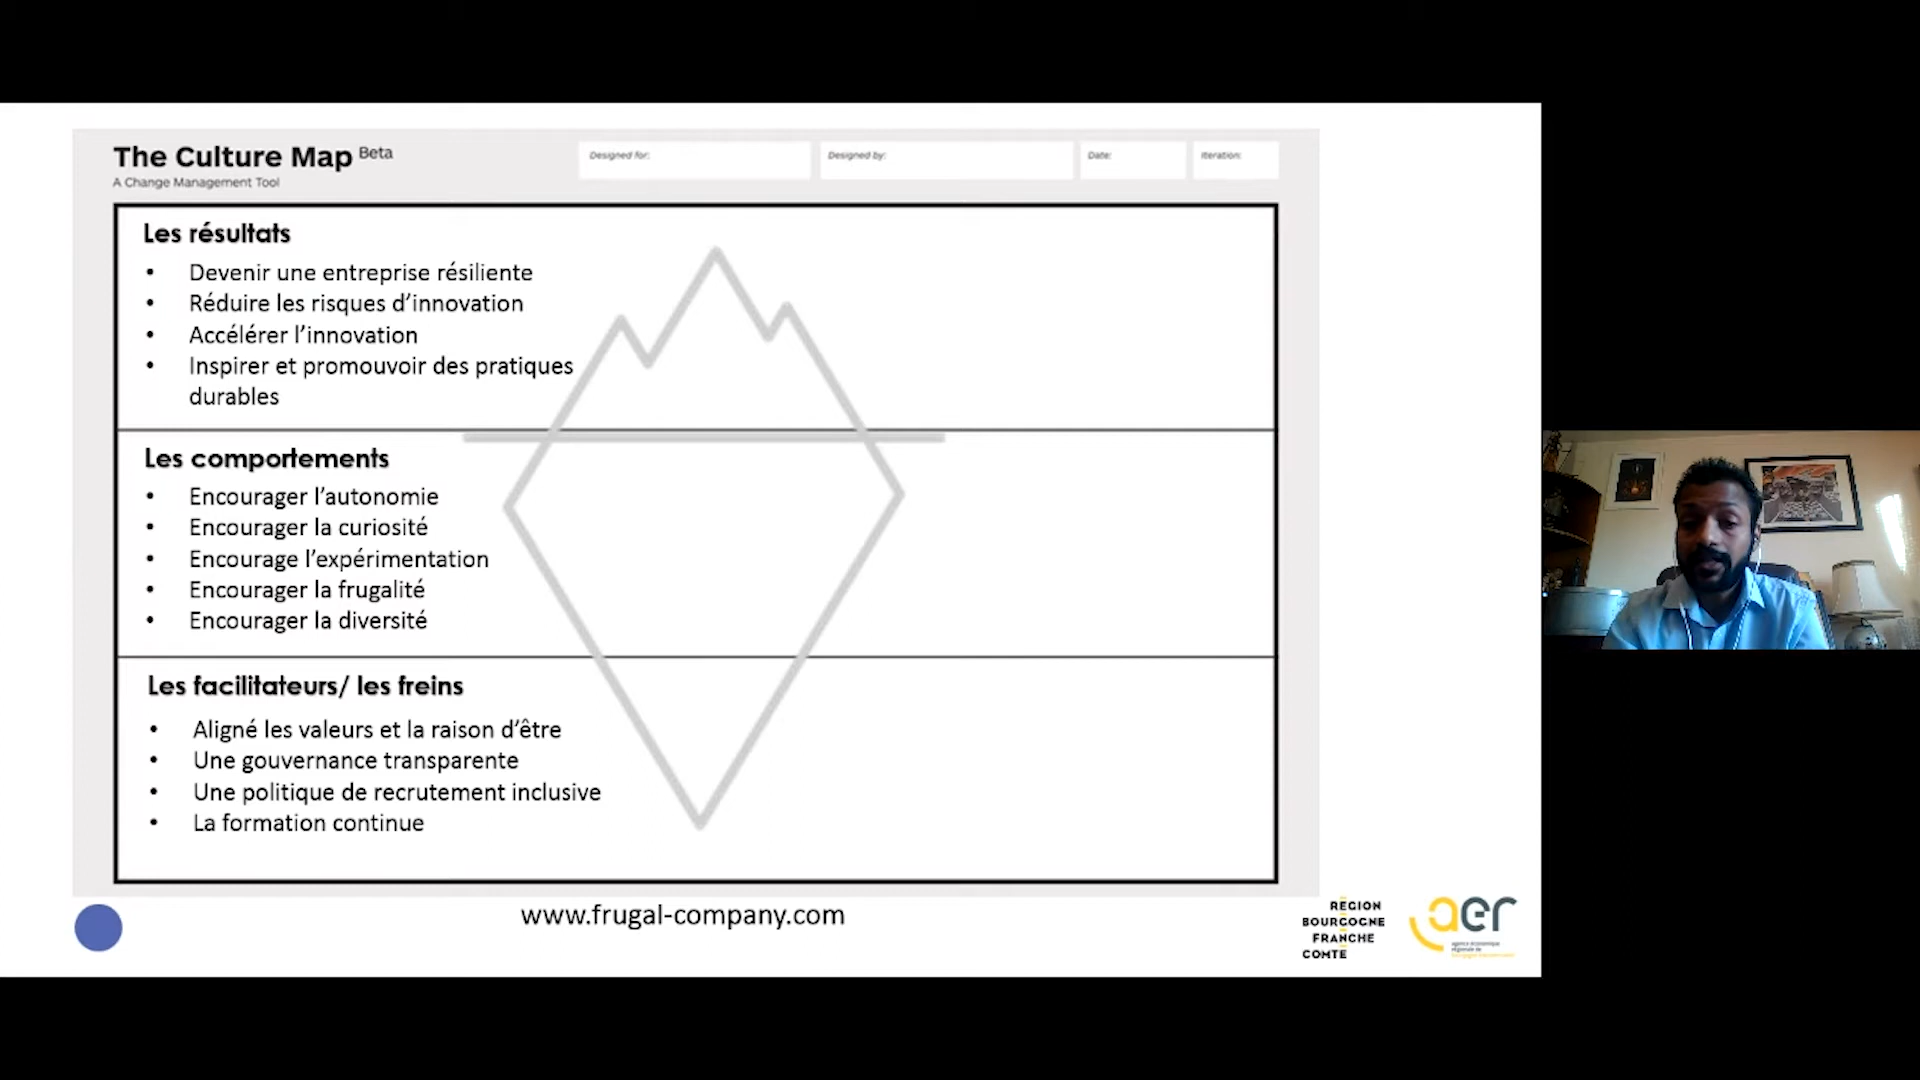 The Culture Map Beta
A Change Management Tool
Designed for:
Designed by:
Date:
Iteration:
Les résultats
• Devenir une entreprise résiliente
• Réduire les risques d’innovation
• Accélérer l’innovation
• Inspirer et promouvoir des pratiques
durables
Les comportements
• Encourager l’autonomie
• Encourager la curiosité
• Encourage l’expérimentation
• Encourager la frugalité
• Encourager la diversité
Les facilitateurs/ les freins
• Aligné les valeurs et la raison d’être
• Une gouvernance transparente
• Une politique de recrutement inclusive
• La formation continue
www.frugal-company.com
REGION
BOURGOGNE
FRANCHE
COMTE
aer
agence économique
régionale de